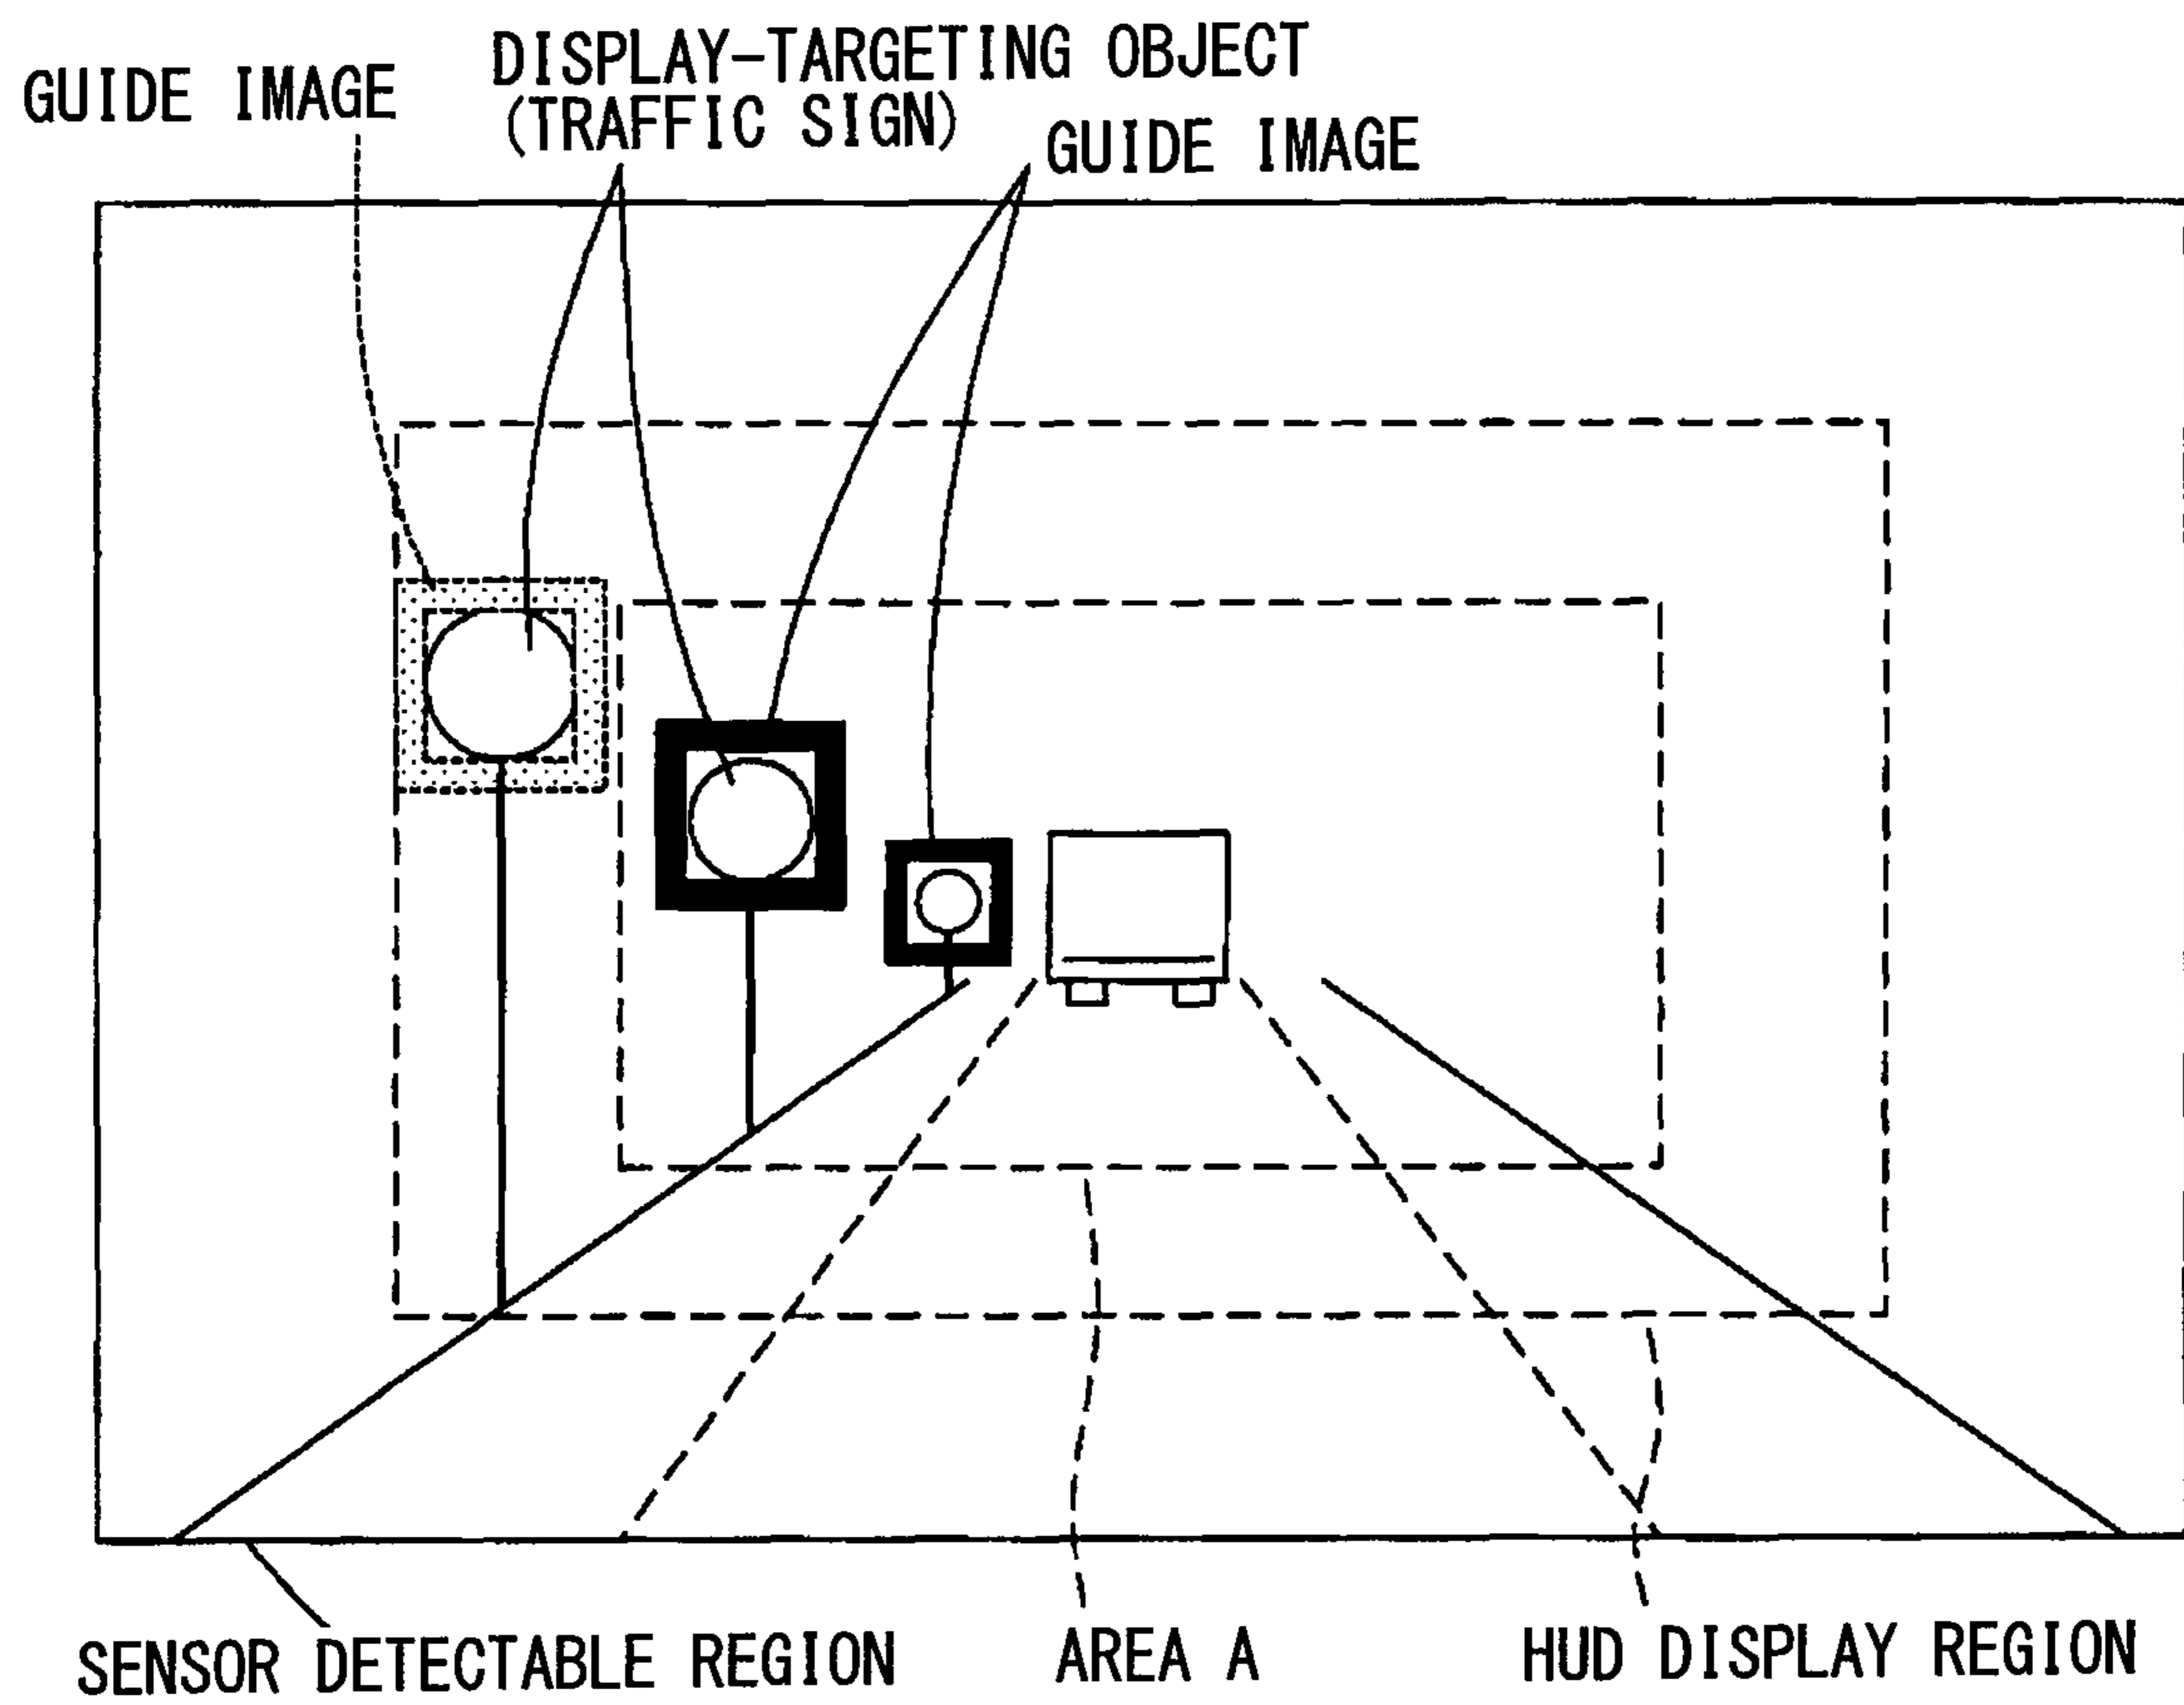 GUIDE IMAGE
DISPLAY-TARGETING OBJECT
(TRAFFIC SIGN)
GUIDE IMAGE
SENSOR DETECTABLE REGION
AREA A
HUD DISPLAY REGION